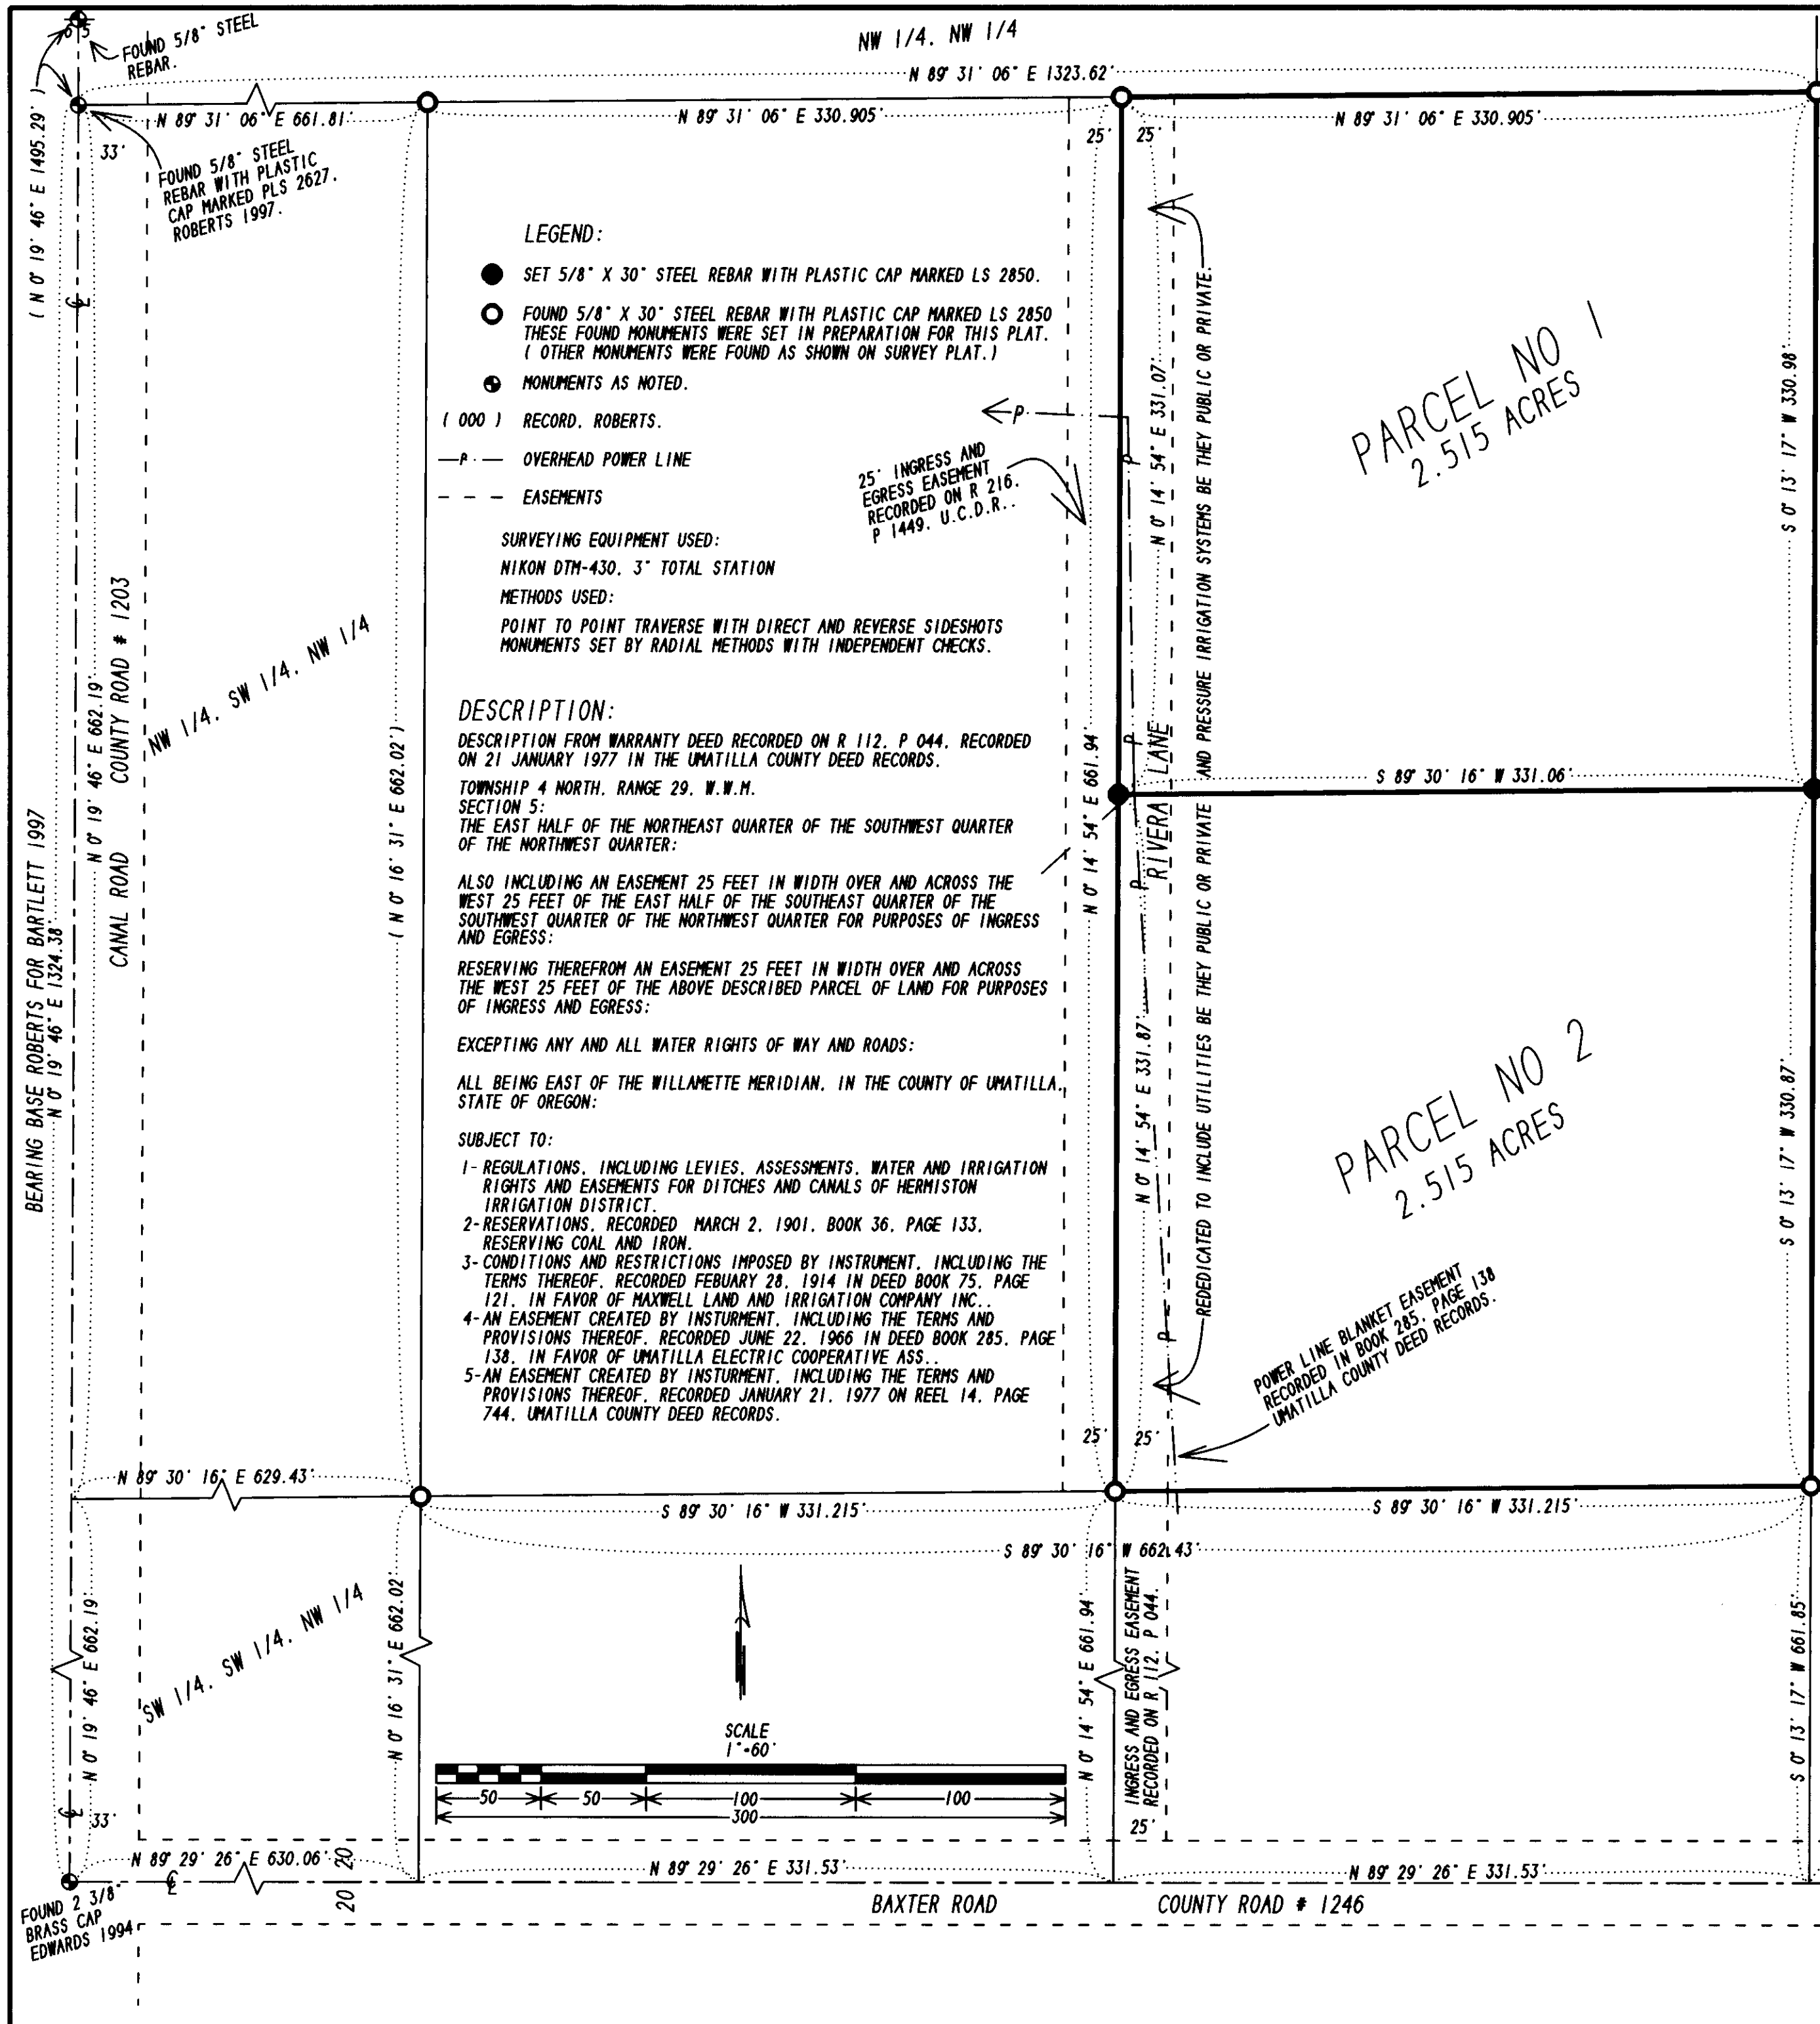 NW 1/4, NW 1/4
FOUND 5/8" STEEL
REBAR.
6 5
N 89° 31' 06" E 1323.62'
N 89° 31' 06" E 661.81'
N 89° 31' 06" E 330.905'
N 89° 31' 06" E 330.905'
33'
25' 25'
FOUND 5/8" STEEL
REBAR WITH PLASTIC
CAP MARKED PLS 2627.
ROBERTS 1997.
( N 0° 19' 46" E 1495.29' )
LEGEND:
SET 5/8" X 30" STEEL REBAR WITH PLASTIC CAP MARKED LS 2850.
FOUND 5/8" X 30" STEEL REBAR WITH PLASTIC CAP MARKED LS 2850
THESE FOUND MONUMENTS WERE SET IN PREPARATION FOR THIS PLAT.
( OTHER MONUMENTS WERE FOUND AS SHOWN ON SURVEY PLAT.)
MONUMENTS AS NOTED.
( 000 ) RECORD, ROBERTS.
P OVERHEAD POWER LINE
EASEMENTS
SURVEYING EQUIPMENT USED:
NIKON DTM-430, 3" TOTAL STATION
METHODS USED:
POINT TO POINT TRAVERSE WITH DIRECT AND REVERSE SIDESHOTS
MONUMENTS SET BY RADIAL METHODS WITH INDEPENDENT CHECKS.
25' INGRESS AND
EGRESS EASEMENT
RECORDED ON R 216,
P 1449, U.C.D.R..
P
P
PARCEL NO 1
2.515 ACRES
N 0° 14' 54" E 331.07'
S 0° 13' 17" W 330.98'
REDEDICATED TO INCLUDE UTILITIES BE THEY PUBLIC OR PRIVATE AND PRESSURE IRRIGATION SYSTEMS BE THEY PUBLIC OR PRIVATE.
NW 1/4, SW 1/4, NW 1/4
CANAL ROAD COUNTY ROAD # 1203
N 0° 19' 46" E 662.19'
BEARING BASE ROBERTS FOR BARTLETT 1997
N 0° 19' 46" E 1324.38'
( N 0° 16' 31" E 662.02')
DESCRIPTION:
DESCRIPTION FROM WARRANTY DEED RECORDED ON R 112, P 044, RECORDED
ON 21 JANUARY 1977 IN THE UMATILLA COUNTY DEED RECORDS.
TOWNSHIP 4 NORTH, RANGE 29, W.W.M.
SECTION 5:
THE EAST HALF OF THE NORTHEAST QUARTER OF THE SOUTHWEST QUARTER
OF THE NORTHWEST QUARTER:
ALSO INCLUDING AN EASEMENT 25 FEET IN WIDTH OVER AND ACROSS THE
WEST 25 FEET OF THE EAST HALF OF THE SOUTHEAST QUARTER OF THE
SOUTHWEST QUARTER OF THE NORTHWEST QUARTER FOR PURPOSES OF INGRESS
AND EGRESS:
RESERVING THEREFROM AN EASEMENT 25 FEET IN WIDTH OVER AND ACROSS
THE WEST 25 FEET OF THE ABOVE DESCRIBED PARCEL OF LAND FOR PURPOSES
OF INGRESS AND EGRESS:
EXCEPTING ANY AND ALL WATER RIGHTS OF WAY AND ROADS:
ALL BEING EAST OF THE WILLAMETTE MERIDIAN, IN THE COUNTY OF UMATILLA,
STATE OF OREGON:
SUBJECT TO:
1- REGULATIONS, INCLUDING LEVIES, ASSESSMENTS, WATER AND IRRIGATION
RIGHTS AND EASEMENTS FOR DITCHES AND CANALS OF HERMISTON
IRRIGATION DISTRICT.
2- RESERVATIONS, RECORDED MARCH 2, 1901, BOOK 36, PAGE 133,
RESERVING COAL AND IRON.
3- CONDITIONS AND RESTRICTIONS IMPOSED BY INSTRUMENT, INCLUDING THE
TERMS THEREOF, RECORDED FEBUARY 28, 1914 IN DEED BOOK 75, PAGE
121, IN FAVOR OF MAXWELL LAND AND IRRIGATION COMPANY INC..
4- AN EASEMENT CREATED BY INSTURMENT, INCLUDING THE TERMS AND
PROVISIONS THEREOF, RECORDED JUNE 22, 1966 IN DEED BOOK 285, PAGE
138, IN FAVOR OF UMATILLA ELECTRIC COOPERATIVE ASS..
5- AN EASEMENT CREATED BY INSTURMENT, INCLUDING THE TERMS AND
PROVISIONS THEREOF, RECORDED JANUARY 21, 1977 ON REEL 14, PAGE
744, UMATILLA COUNTY DEED RECORDS.
N 0° 14' 54" E 661.94'
P
P
P
RIVERA LANE
S 89° 30' 16" W 331.06'
N 0° 14' 54" E 331.87'
PARCEL NO 2
2.515 ACRES
S 0° 13' 17" W 330.87'
POWER LINE BLANKET EASEMENT
RECORDED IN BOOK 285, PAGE 138
UMATILLA COUNTY DEED RECORDS.
25' 25'
N 89° 30' 16" E 629.43'
S 89° 30' 16" W 331.215'
S 89° 30' 16" W 331.215'
S 89° 30' 16" W 662.43'
SW 1/4, SW 1/4, NW 1/4
N 0° 19' 46" E 662.19'
N 0° 16' 31" E 662.02'
N 0° 14' 54" E 661.94'
INGRESS AND EGRESS EASEMENT
RECORDED ON R 112, P 044.
S 0° 13' 17" W 661.85'
SCALE
1"=60'
50 50 100 100
300
33'
25'
N 89° 29' 26" E 630.06'
20
20
N 89° 29' 26" E 331.53'
N 89° 29' 26" E 331.53'
BAXTER ROAD COUNTY ROAD # 1246
FOUND 2 3/8"
BRASS CAP
EDWARDS 1994